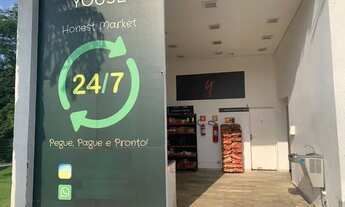 YOUSE
Honest Market
24/7
Pegue, Pague e Pronto!